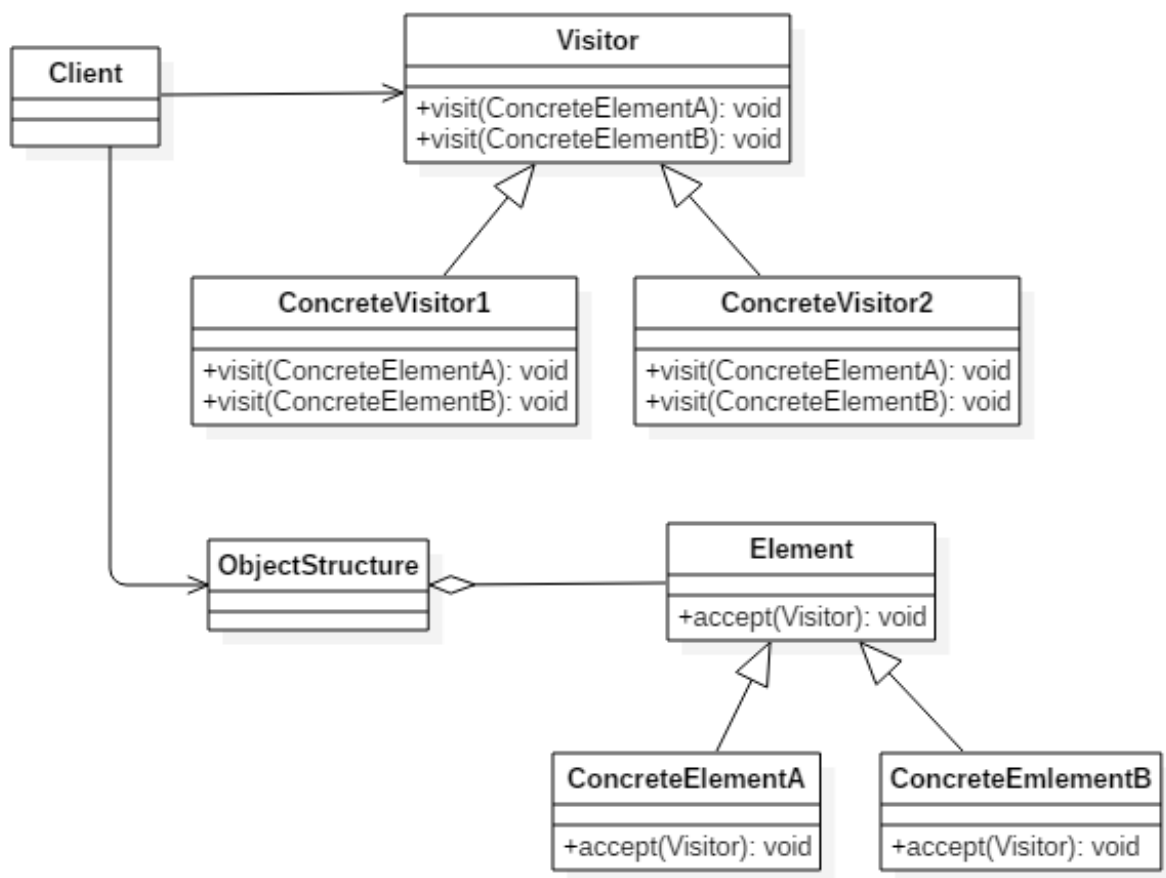 Visitor
Client
+visit(ConcreteElementA): void
+visit(ConcreteElementB): void
ConcreteVisitor1
ConcreteVisitor2
+visit(ConcreteElementA): void
+visit(ConcreteElementB): void
+visit(ConcreteElementA): void
+visit(ConcreteElementB): void
ObjectStructure
Element
+accept(Visitor): void
ConcreteElementA
ConcreteEmlementB
+accept(Visitor): void
+accept(Visitor): void